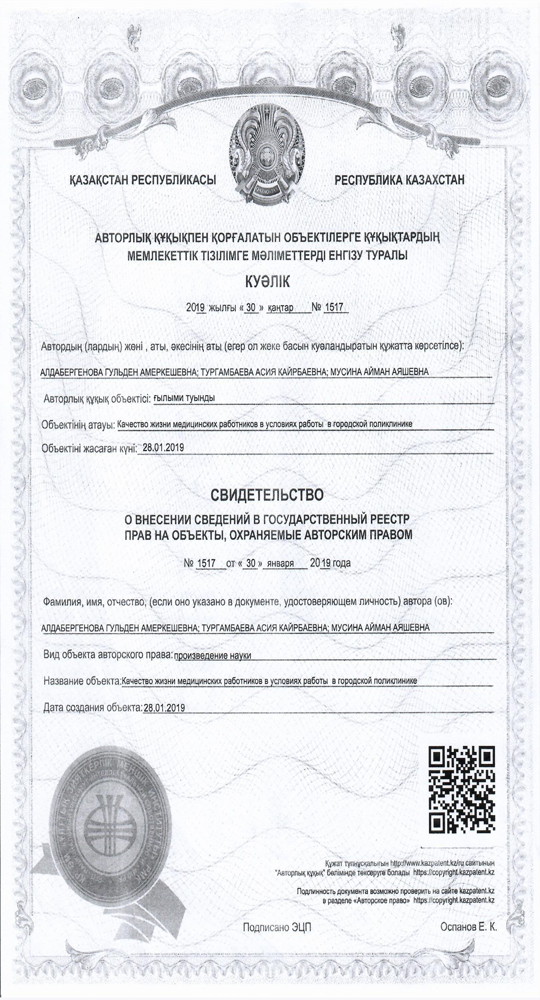 ҚАЗАҚСТАН РЕСПУБЛИКАСЫ
РЕСПУБЛИКА КАЗАХСТАН
АВТОРЛЫҚ ҚҰҚЫҚПЕН ҚОРҒАЛАТЫН ОБЪЕКТІЛЕРГЕ ҚҰҚЫҚТАРДЫҢ
МЕМЛЕКЕТТІК ТІЗІЛІМГЕ МӘЛІМЕТТЕРДІ ЕНГІЗУ ТУРАЛЫ
КУӘЛІК
2019 жылғы « 30 » қаңтар № 1517
Автордың (лардың) жөні , аты, әкесінің аты (егер ол жеке басын куәландыратын құжатта көрсетілсе):
АЛДАБЕРГЕНОВА ГУЛЬДЕН АМЕРКЕШЕВНА; ТУРГАМБАЕВА АСИЯ КАЙРБАЕВНА; МУСИНА АЙМАН АЯШЕВНА
Авторлық құқық объектісі: ғылыми туынды
Объектінің атауы: Качество жизни медицинских работников в условиях работы в городской поликлинике
Объектіні жасаған күні: 28.01.2019
СВИДЕТЕЛЬСТВО
О ВНЕСЕНИИ СВЕДЕНИЙ В ГОСУДАРСТВЕННЫЙ РЕЕСТР
ПРАВ НА ОБЪЕКТЫ, ОХРАНЯЕМЫЕ АВТОРСКИМ ПРАВОМ
№ 1517 от « 30 » января 2019 года
Фамилия, имя, отчество, (если оно указано в документе, удостоверяющем личность) автора (ов):
АЛДАБЕРГЕНОВА ГУЛЬДЕН АМЕРКЕШЕВНА; ТУРГАМБАЕВА АСИЯ КАЙРБАЕВНА; МУСИНА АЙМАН АЯШЕВНА
Вид объекта авторского права: произведение науки
Название объекта:Качество жизни медицинских работников в условиях работы в городской поликлинике
Дата создания объекта:28.01.2019
Құжат түпнұсқалығын http://www.kazpatent.kz/ru сайтының
"Авторлық құқық" бөлімінде тексеруге болады https://copyright.kazpatent.kz
Подлинность документа возможно проверить на сайте kazpatent.kz
в разделе «Авторское право» https://copyright.kazpatent.kz
Подписано ЭЦП
Оспанов Е. К.